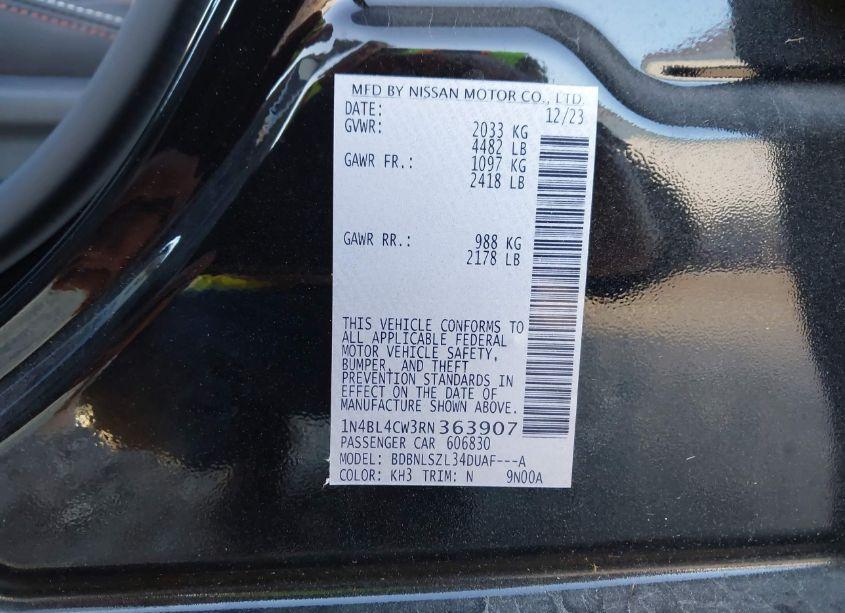 MFD BY NISSAN MOTOR CO., LTD.
DATE: 12/23
GVWR: 2033 KG
4482 LB
GAWR FR.: 1097 KG
2418 LB
GAWR RR.: 988 KG
2178 LB
THIS VEHICLE CONFORMS TO
ALL APPLICABLE FEDERAL
MOTOR VEHICLE SAFETY,
BUMPER, AND THEFT
PREVENTION STANDARDS IN
EFFECT ON THE DATE OF
MANUFACTURE SHOWN ABOVE.
1N4BL4CW3RN363907
PASSENGER CAR 606830
MODEL: BDBNLSZL34DUAF---A
COLOR: KH3 TRIM: N 9N00A